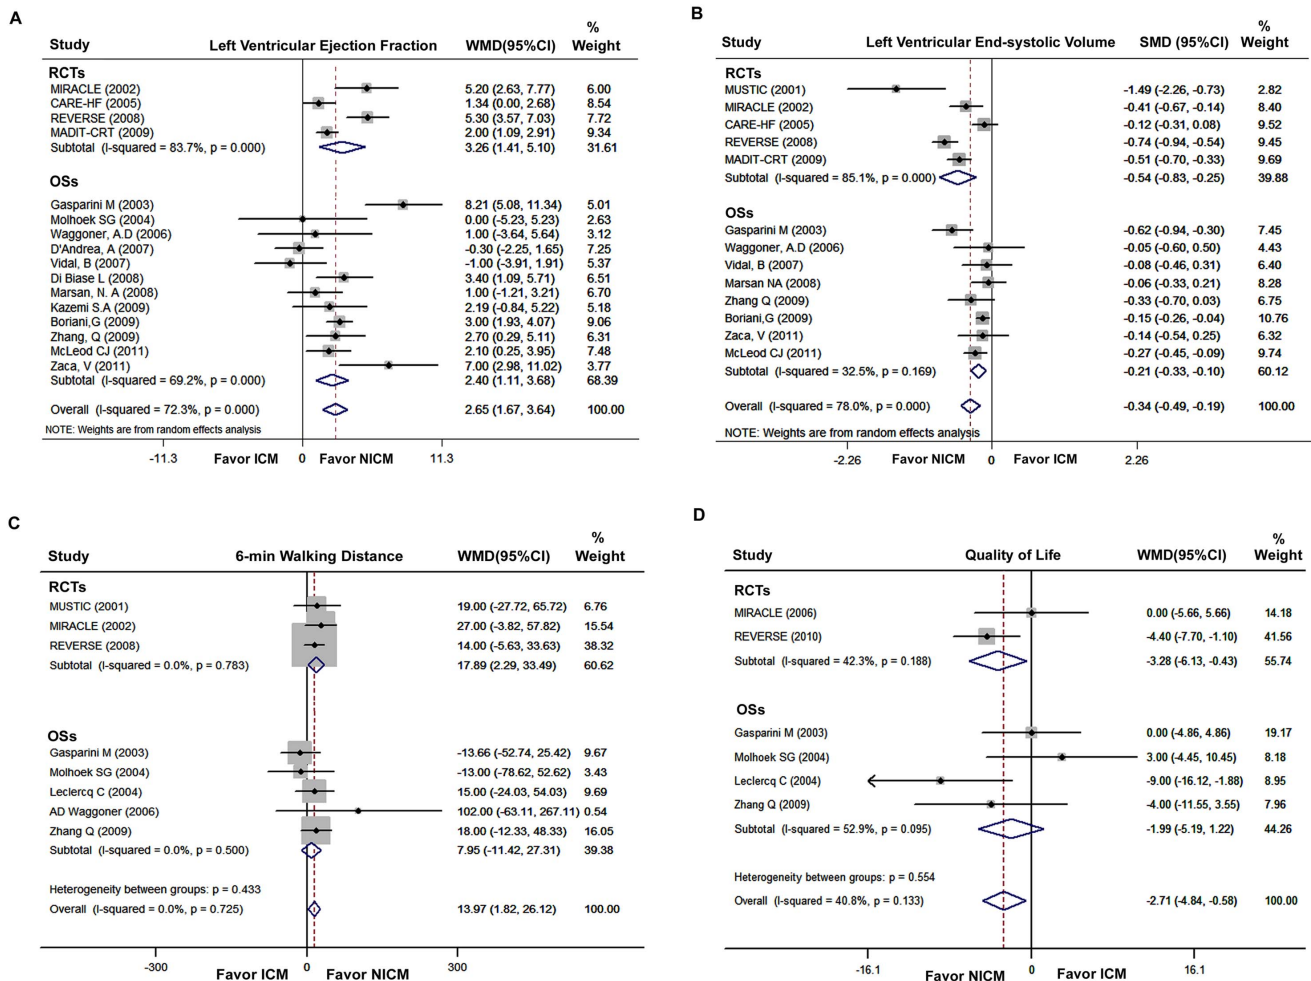 A
%
Study Left Ventricular Ejection Fraction WMD(95%CI) Weight
RCTs
MIRACLE (2002) 5.20 (2.63, 7.77) 6.00
CARE-HF (2005) 1.34 (0.00, 2.68) 8.54
REVERSE (2008) 5.30 (3.57, 7.03) 7.72
MADIT-CRT (2009) 2.00 (1.09, 2.91) 9.34
Subtotal (I-squared = 83.7%, p = 0.000) 3.26 (1.41, 5.10) 31.61
OSs
Gasparini M (2003) 8.21 (5.08, 11.34) 5.01
Molhoek SG (2004) 0.00 (-5.23, 5.23) 2.63
Waggoner, A.D (2006) 1.00 (-3.64, 5.64) 3.12
D'Andrea, A (2007) -0.30 (-2.25, 1.65) 7.25
Vidal, B (2007) -1.00 (-3.91, 1.91) 5.37
Di Biase L (2008) 3.40 (1.09, 5.71) 6.51
Marsan, N. A (2008) 1.00 (-1.21, 3.21) 6.70
Kazemi S.A (2009) 2.19 (-0.84, 5.22) 5.18
Boriani,G (2009) 3.00 (1.93, 4.07) 9.06
Zhang, Q (2009) 2.70 (0.29, 5.11) 6.31
McLeod CJ (2011) 2.10 (0.25, 3.95) 7.48
Zaca, V (2011) 7.00 (2.98, 11.02) 3.77
Subtotal (I-squared = 69.2%, p = 0.000) 2.40 (1.11, 3.68) 68.39
Overall (I-squared = 72.3%, p = 0.000) 2.65 (1.67, 3.64) 100.00
NOTE: Weights are from random effects analysis
-11.3 Favor ICM 0 Favor NICM 11.3
B
%
Study Left Ventricular End-systolic Volume SMD (95%CI) Weight
RCTs
MUSTIC (2001) -1.49 (-2.26, -0.73) 2.82
MIRACLE (2002) -0.41 (-0.67, -0.14) 8.40
CARE-HF (2005) -0.12 (-0.31, 0.08) 9.52
REVERSE (2008) -0.74 (-0.94, -0.54) 9.45
MADIT-CRT (2009) -0.51 (-0.70, -0.33) 9.69
Subtotal (I-squared = 85.1%, p = 0.000) -0.54 (-0.83, -0.25) 39.88
OSs
Gasparini M (2003) -0.62 (-0.94, -0.30) 7.45
Waggoner, A.D (2006) -0.05 (-0.60, 0.50) 4.43
Vidal, B (2007) -0.08 (-0.46, 0.31) 6.40
Marsan NA (2008) -0.06 (-0.33, 0.21) 8.28
Zhang Q (2009) -0.33 (-0.70, 0.03) 6.75
Boriani,G (2009) -0.15 (-0.26, -0.04) 10.76
Zaca, V (2011) -0.14 (-0.54, 0.25) 6.32
McLeod CJ (2011) -0.27 (-0.45, -0.09) 9.74
Subtotal (I-squared = 32.5%, p = 0.169) -0.21 (-0.33, -0.10) 60.12
Overall (I-squared = 78.0%, p = 0.000) -0.34 (-0.49, -0.19) 100.00
NOTE: Weights are from random effects analysis
-2.26 Favor NICM 0 Favor ICM 2.26
C
%
Study 6-min Walking Distance WMD(95%CI) Weight
RCTs
MUSTIC (2001) 19.00 (-27.72, 65.72) 6.76
MIRACLE (2002) 27.00 (-3.82, 57.82) 15.54
REVERSE (2008) 14.00 (-5.63, 33.63) 38.32
Subtotal (I-squared = 0.0%, p = 0.783) 17.89 (2.29, 33.49) 60.62
OSs
Gasparini M (2003) -13.66 (-52.74, 25.42) 9.67
Molhoek SG (2004) -13.00 (-78.62, 52.62) 3.43
Leclercq C (2004) 15.00 (-24.03, 54.03) 9.69
AD Waggoner (2006) 102.00 (-63.11, 267.11) 0.54
Zhang Q (2009) 18.00 (-12.33, 48.33) 16.05
Subtotal (I-squared = 0.0%, p = 0.500) 7.95 (-11.42, 27.31) 39.38
Heterogeneity between groups: p = 0.433
Overall (I-squared = 0.0%, p = 0.725) 13.97 (1.82, 26.12) 100.00
-300 Favor ICM 0 Favor NICM 300
D
%
Study Quality of Life WMD(95%CI) Weight
RCTs
MIRACLE (2006) 0.00 (-5.66, 5.66) 14.18
REVERSE (2010) -4.40 (-7.70, -1.10) 41.56
Subtotal (I-squared = 42.3%, p = 0.188) -3.28 (-6.13, -0.43) 55.74
OSs
Gasparini M (2003) 0.00 (-4.86, 4.86) 19.17
Molhoek SG (2004) 3.00 (-4.45, 10.45) 8.18
Leclercq C (2004) -9.00 (-16.12, -1.88) 8.95
Zhang Q (2009) -4.00 (-11.55, 3.55) 7.96
Subtotal (I-squared = 52.9%, p = 0.095) -1.99 (-5.19, 1.22) 44.26
Heterogeneity between groups: p = 0.554
Overall (I-squared = 40.8%, p = 0.133) -2.71 (-4.84, -0.58) 100.00
-16.1 Favor NICM 0 Favor ICM 16.1